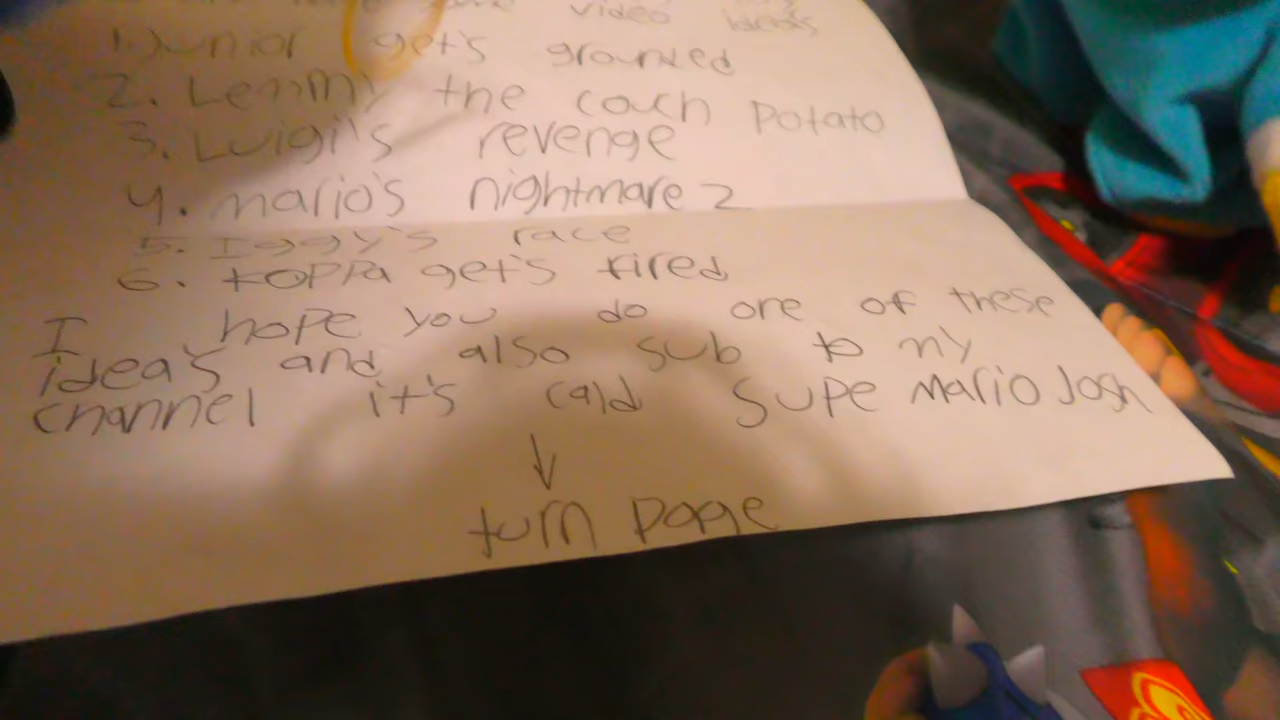 video ideas
1. Junior get's grounded
2. Lemmy the couch potato
3. Luigi's revenge
4. mario's nightmare 2
5. Iggy's race
6. KOPPa get's fired
I hope you do one of these
idea's and also sub to my
channel it's cald Supe Mario Josh
turn page